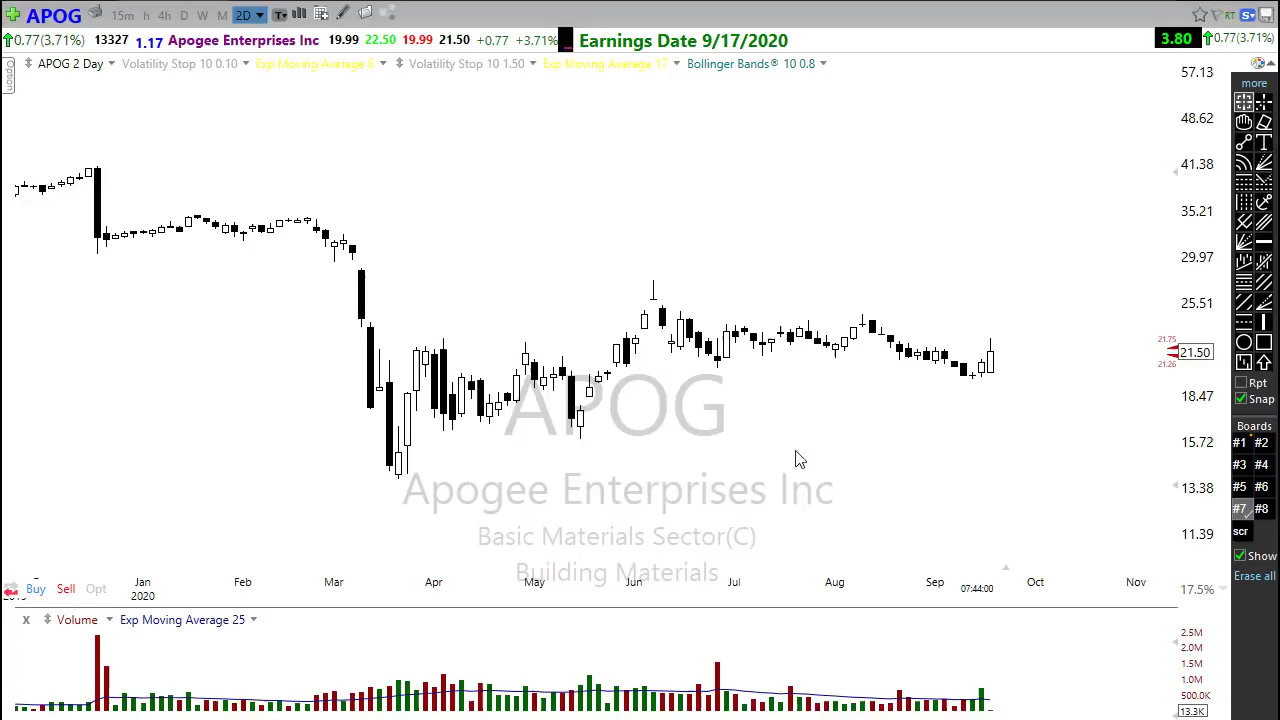 APOG 15m h 4h D W M 2D T
0.77(3.71%) 13327 1.17 Apogee Enterprises Inc 19.99 22.50 19.99 21.50 +0.77 +3.71% Earnings Date 9/17/2020 3.80 0.77(3.71%)
RT S
Option
APOG 2 Day Volatility Stop 10 0.10 Exp Moving Average 8 Volatility Stop 10 1.50 Exp Moving Average 17 Bollinger Bands® 10 0.8
57.13
48.62
41.38
35.21
29.97
25.51
21.75
21.50
21.26
18.47
15.72
13.38
11.39
17.5%
APOG
Apogee Enterprises Inc
Basic Materials Sector(C)
Building Materials
Jan Feb Mar Apr May Jun Jul Aug Sep Oct Nov
2020
07:44:00
Buy Sell Opt
x Volume Exp Moving Average 25
2.5M
2.0M
1.5M
1.0M
500.0K
13.3K
more
T
Rpt
Snap
Boards
#1 #2
#3 #4
#5 #6
#7 #8
scr
Show
Erase all